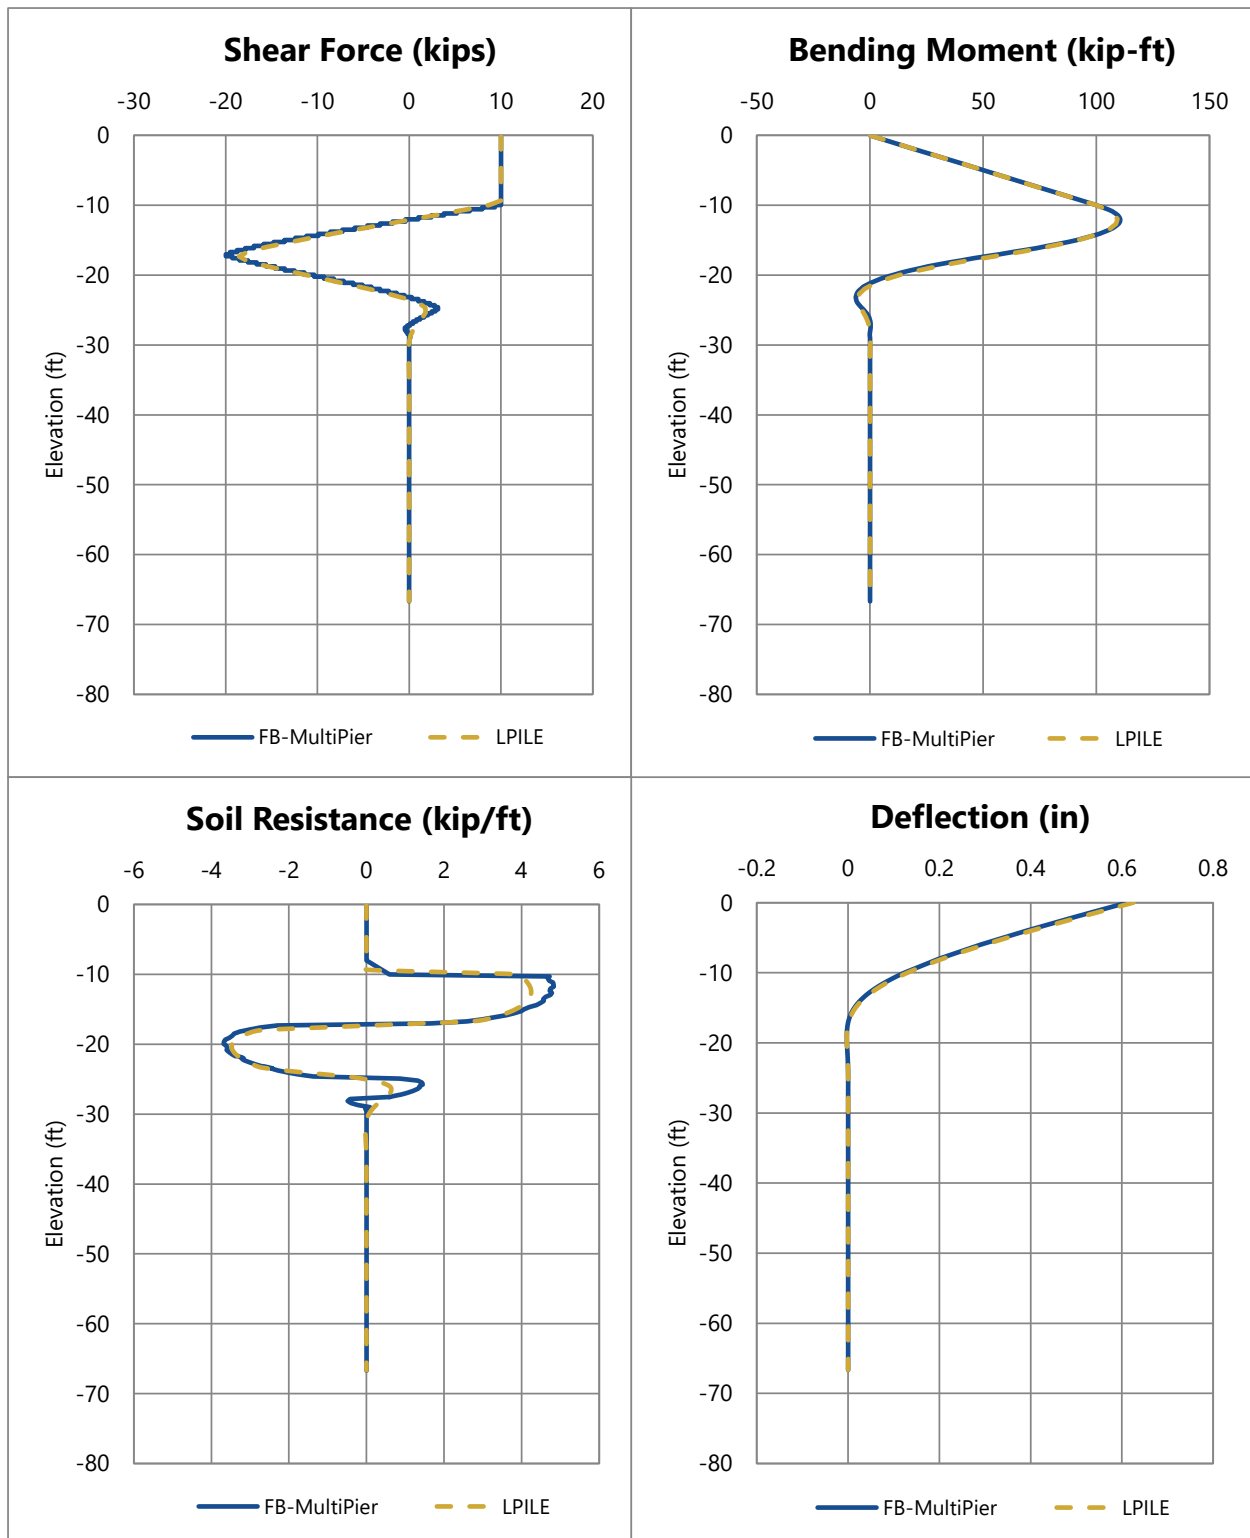 Shear Force (kips)
-30 -20 -10 0 10 20
0
-10
-20
-30
-40
-50
-60
-70
-80
Elevation (ft)
FB-MultiPier LPILE
Bending Moment (kip-ft)
-50 0 50 100 150
0
-10
-20
-30
-40
-50
-60
-70
-80
Elevation (ft)
FB-MultiPier LPILE
Soil Resistance (kip/ft)
-6 -4 -2 0 2 4 6
0
-10
-20
-30
-40
-50
-60
-70
-80
Elevation (ft)
FB-MultiPier LPILE
Deflection (in)
-0.2 0 0.2 0.4 0.6 0.8
0
-10
-20
-30
-40
-50
-60
-70
-80
Elevation (ft)
FB-MultiPier LPILE